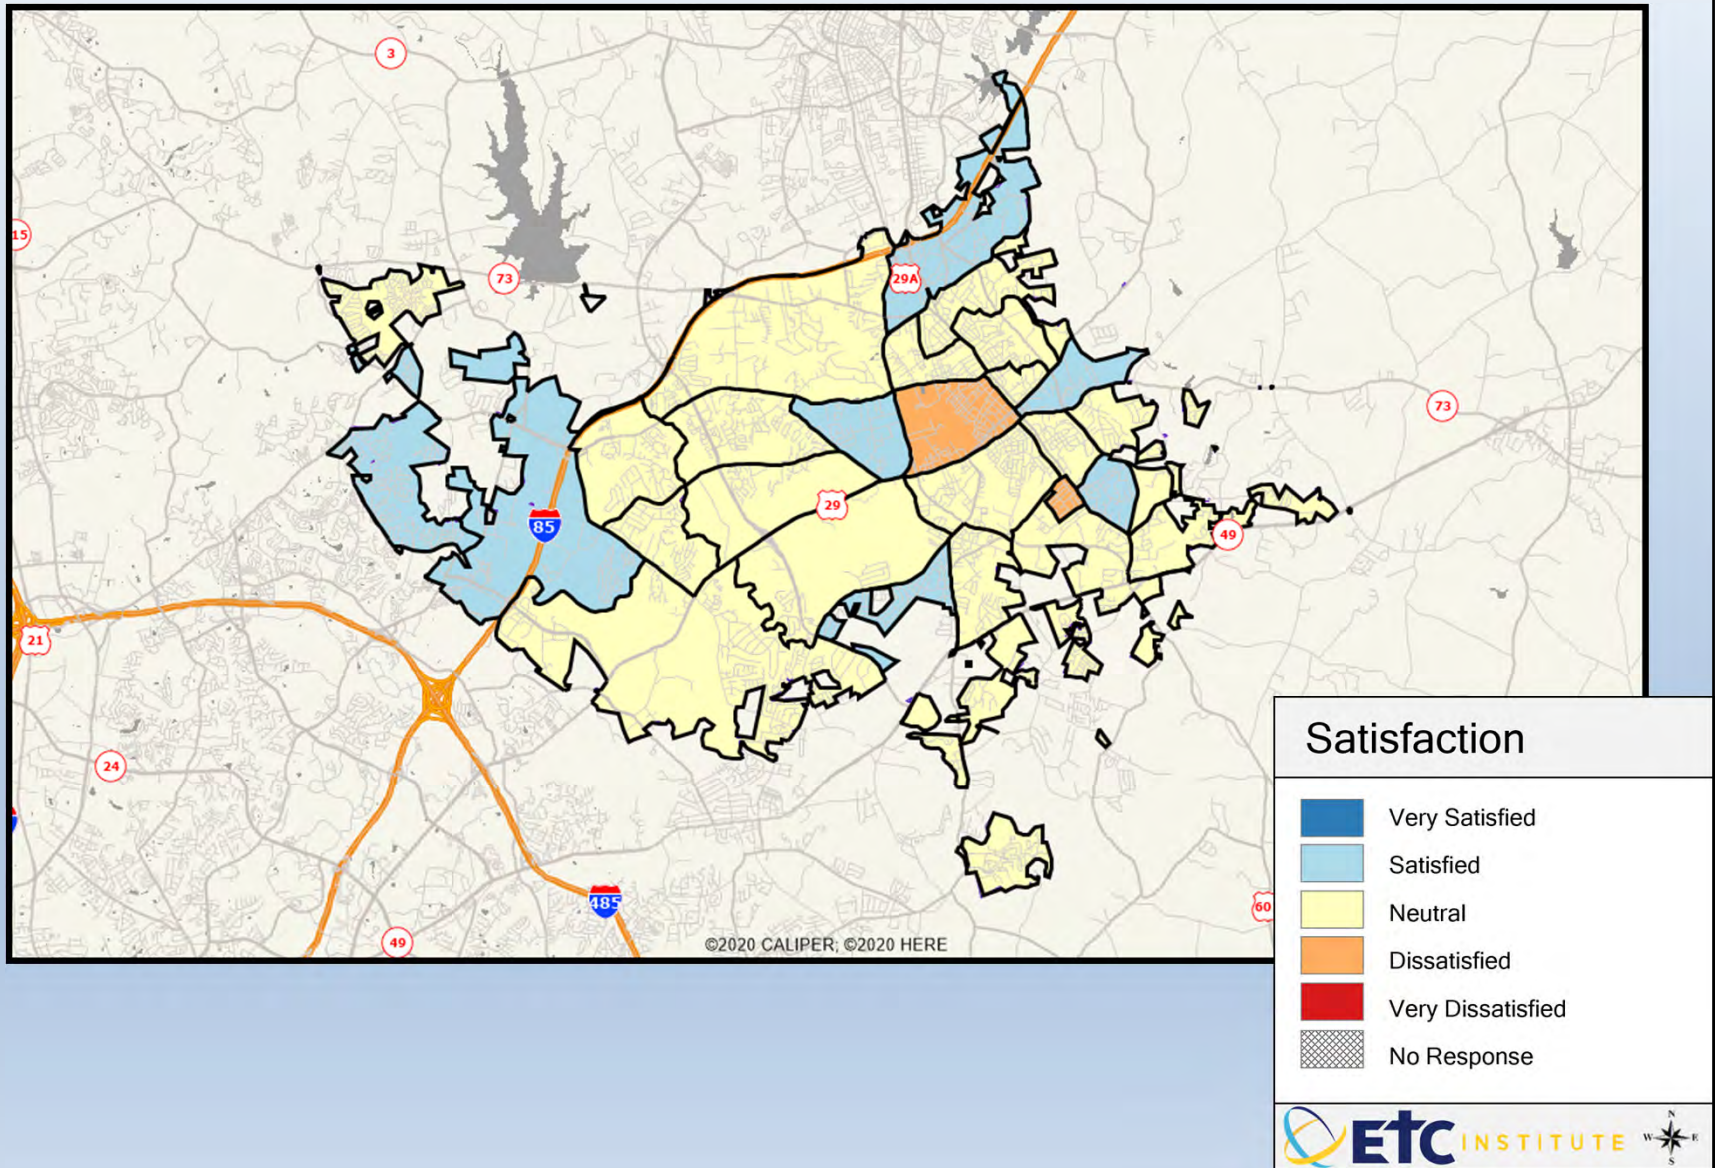 3
15
73
29A
73
29
85
49
21
24
485
49
60
©2020 CALIPER; ©2020 HERE
Satisfaction
Very Satisfied
Satisfied
Neutral
Dissatisfied
Very Dissatisfied
No Response
ETC INSTITUTE
N
W E
S